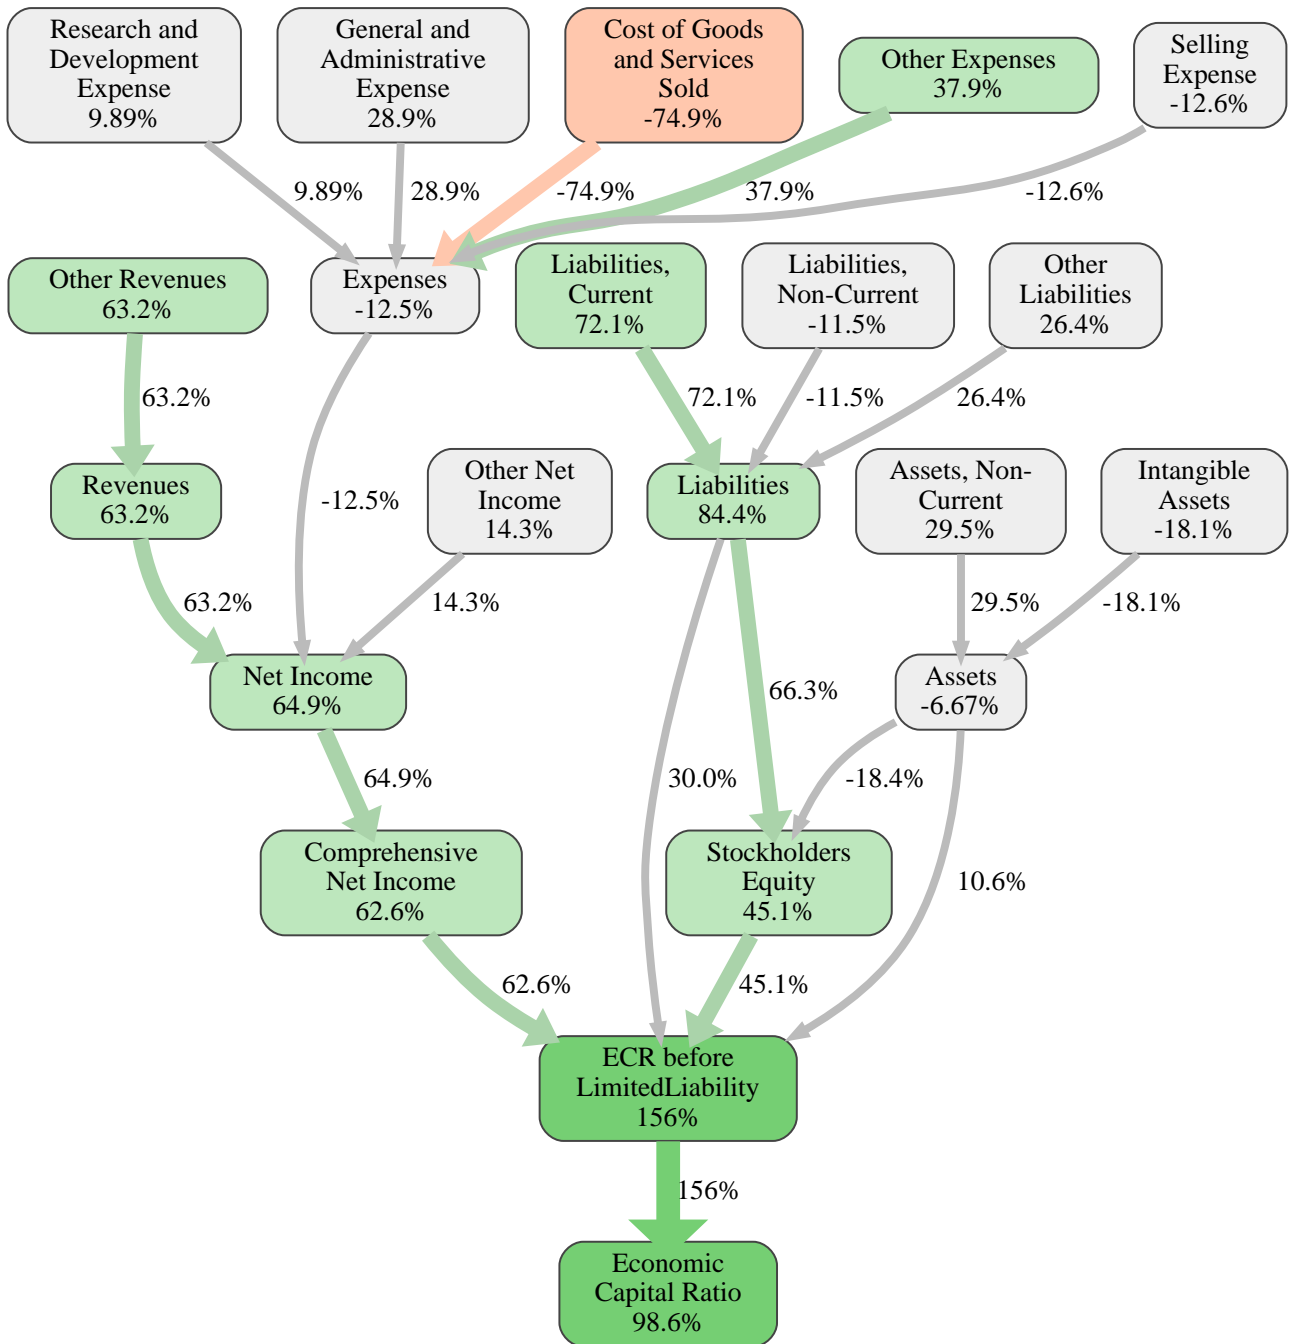 Research and
Development
Expense
9.89%
General and
Administrative
Expense
28.9%
Cost of Goods
and Services
Sold
-74.9%
Other Expenses
37.9%
Selling
Expense
-12.6%
9.89%
28.9%
-74.9%
37.9%
-12.6%
Other Revenues
63.2%
Expenses
-12.5%
Liabilities,
Current
72.1%
Liabilities,
Non-Current
-11.5%
Other
Liabilities
26.4%
63.2%
72.1%
-11.5%
26.4%
Revenues
63.2%
-12.5%
Other Net
Income
14.3%
Liabilities
84.4%
Assets, Non-
Current
29.5%
Intangible
Assets
-18.1%
63.2%
14.3%
29.5%
-18.1%
Net Income
64.9%
66.3%
Assets
-6.67%
64.9%
30.0%
-18.4%
Comprehensive
Net Income
62.6%
Stockholders
Equity
45.1%
10.6%
62.6%
45.1%
ECR before
LimitedLiability
156%
156%
Economic
Capital Ratio
98.6%